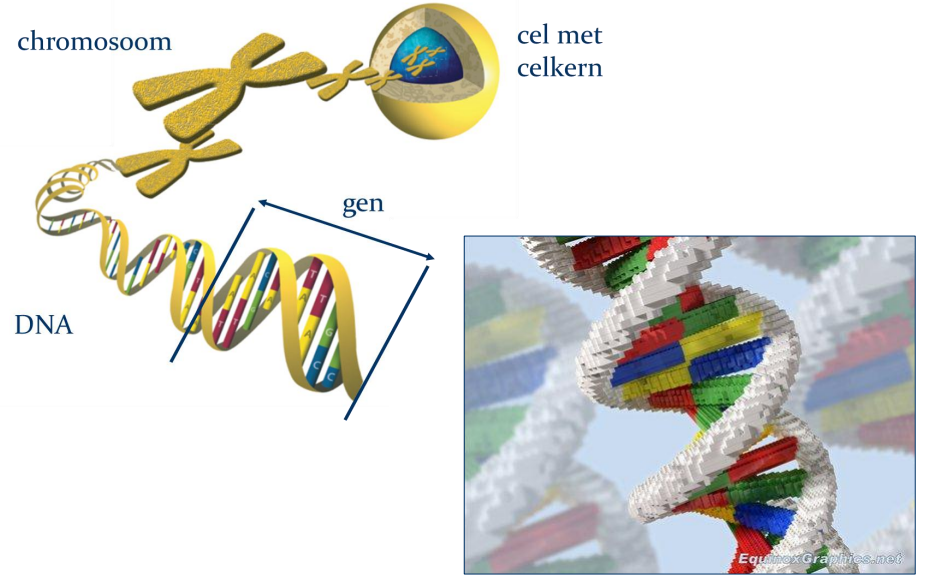 chromosoom
cel met
celkern
gen
DNA
EquinoxGraphics.net